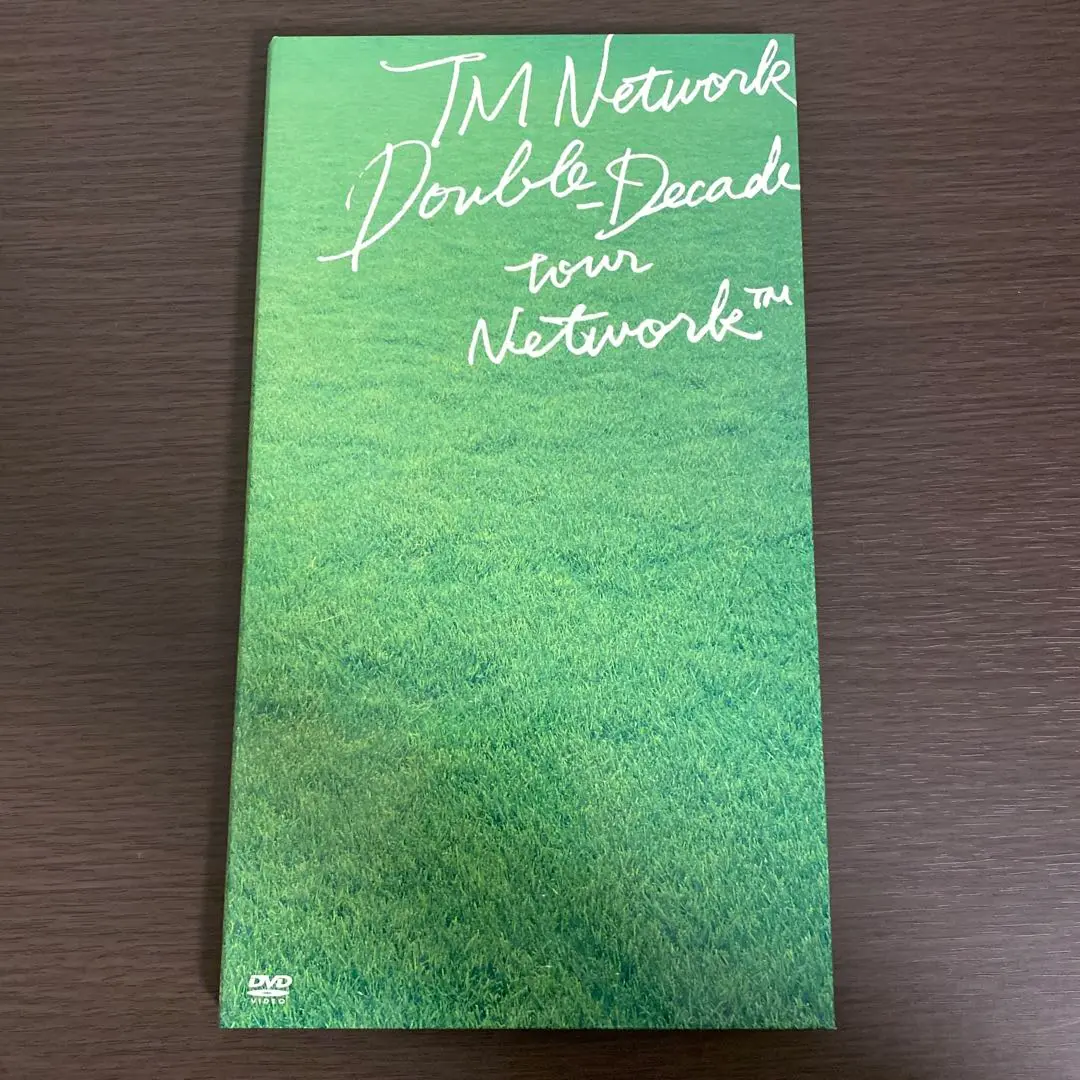 TM Network
Double-Decade
tour
Network™
DVD
VIDEO